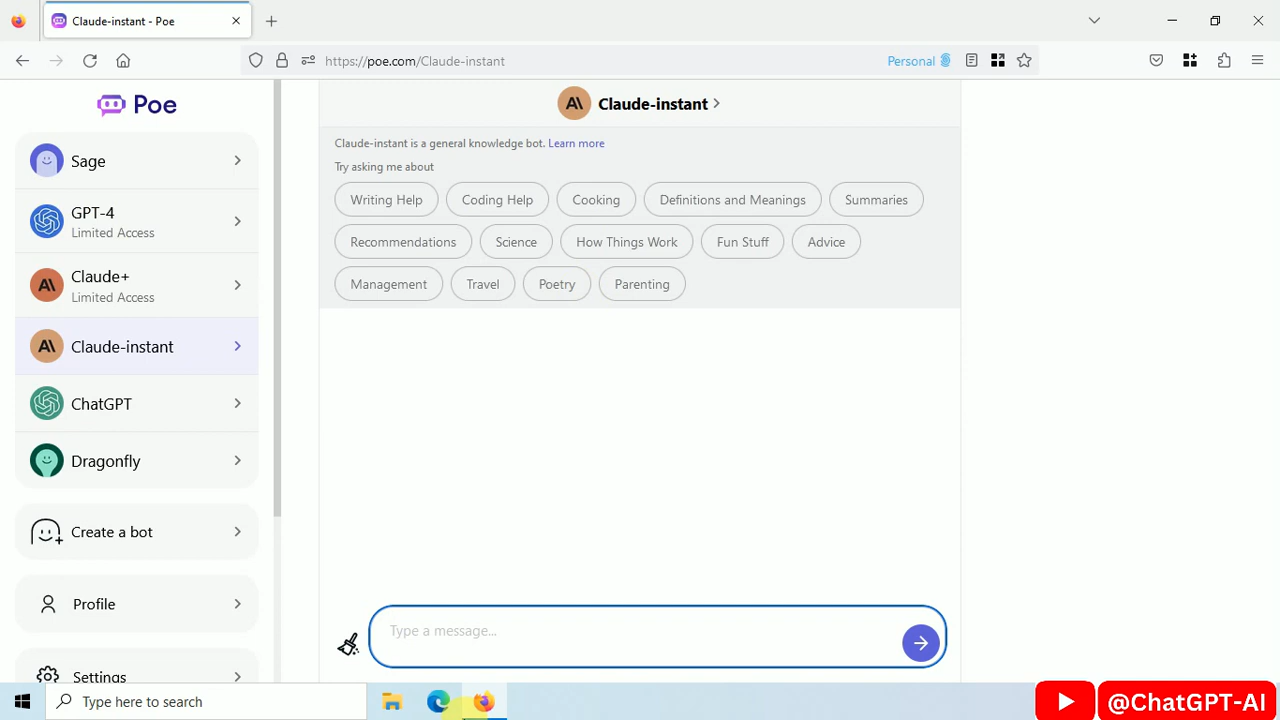 Claude-instant - Poe
https://poe.com/Claude-instant
Personal
Poe
Sage
GPT-4
Limited Access
Claude+
Limited Access
Claude-instant
ChatGPT
Dragonfly
Create a bot
Profile
Settings
Claude-instant
Claude-instant is a general knowledge bot. Learn more
Try asking me about
Writing Help Coding Help Cooking Definitions and Meanings Summaries
Recommendations Science How Things Work Fun Stuff Advice
Management Travel Poetry Parenting
Type a message...
Type here to search
@ChatGPT-AI